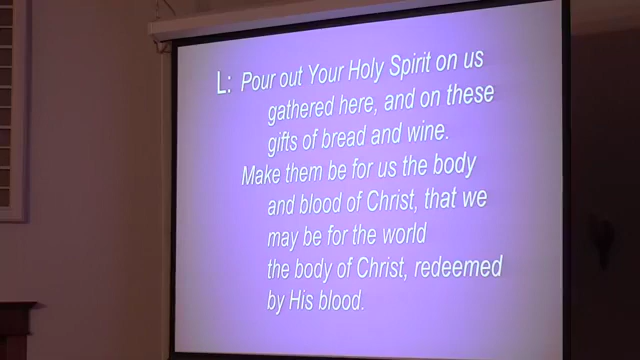 L: Pour out Your Holy Spirit on us
gathered here, and on these
gifts of bread and wine.
Make them be for us the body
and blood of Christ, that we
may be for the world
the body of Christ, redeemed
by His blood.